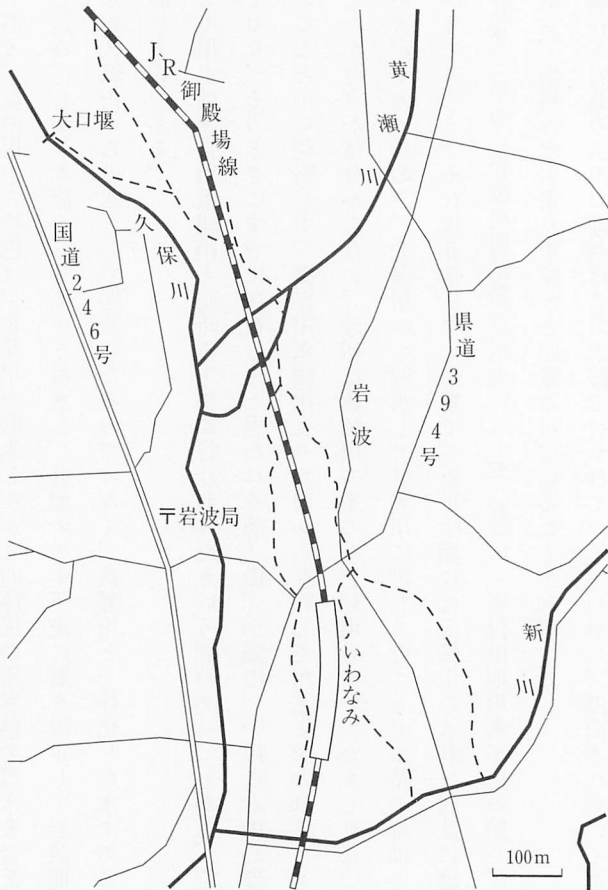 JR御殿場線
黄瀬川
大口堰
久保川
国道246号
県道394号
岩波
〒岩波局
新川
いわなみ
100m